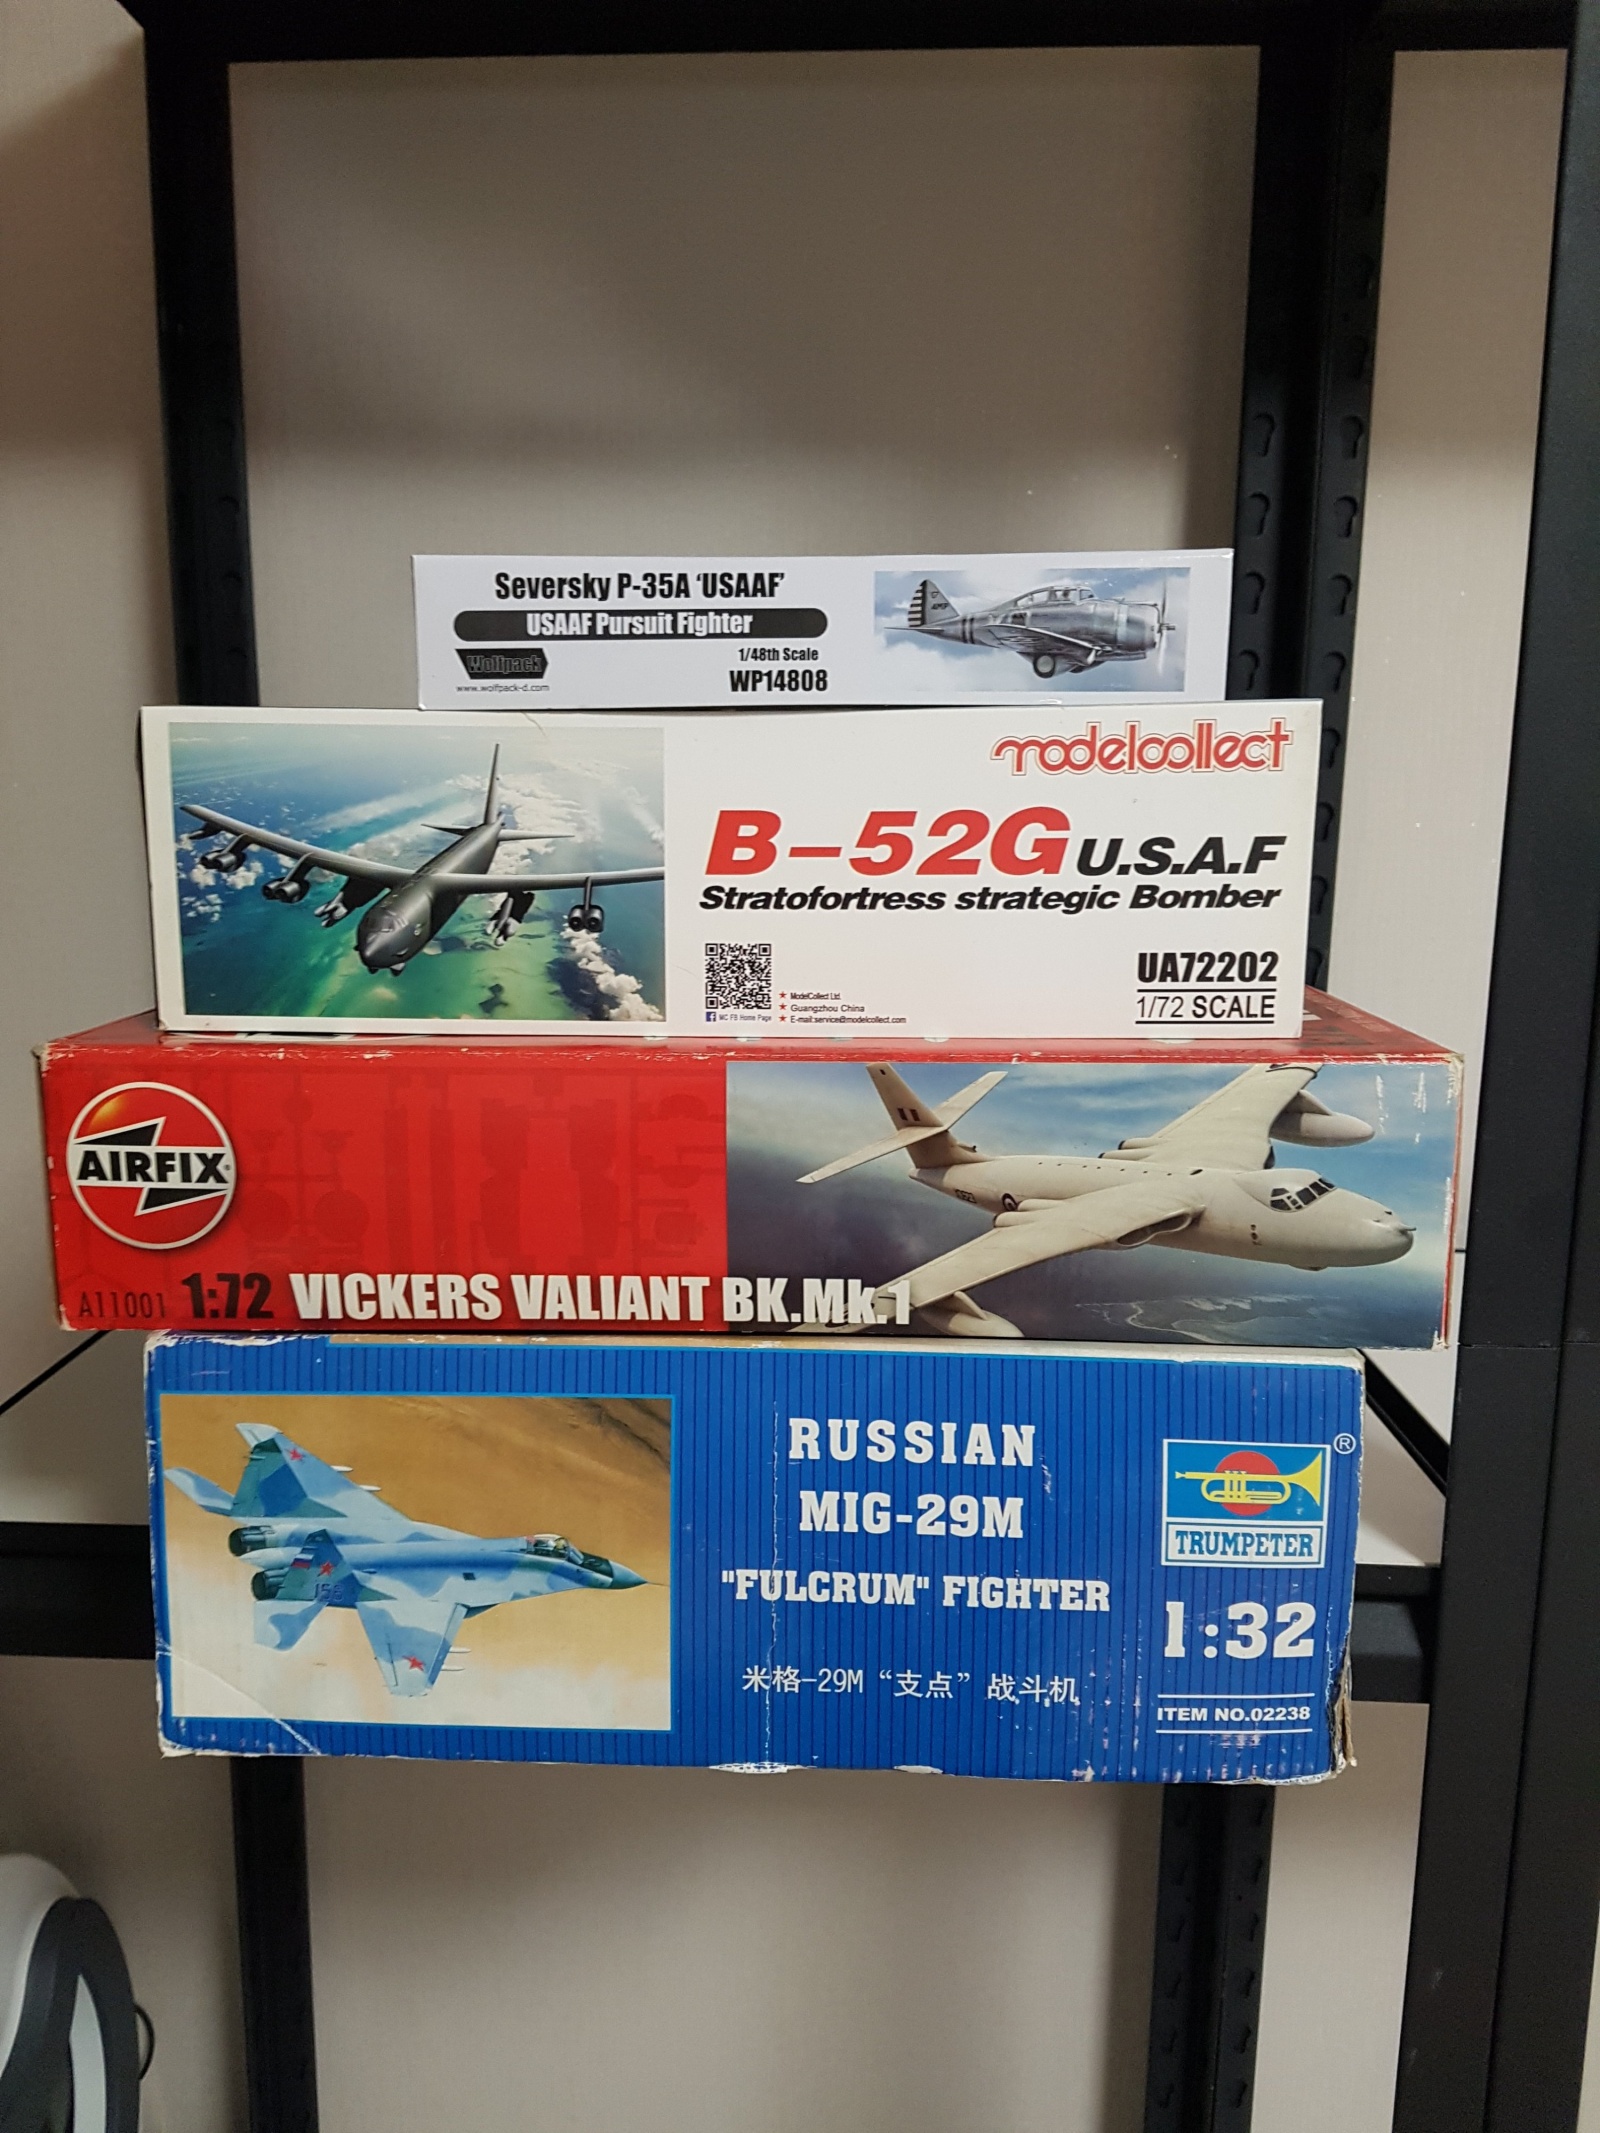 Seversky P-35A 'USAAF'
USAAF Pursuit Fighter
Wolfpack
www.wolfpack-d.com
1/48th Scale
WP14808
modelcollect
B-52G U.S.A.F
Stratofortress strategic Bomber
UA72202
1/72 SCALE
MC FB Home Page
ModelCollect Ltd.
Guangzhou China
E-mail:service@modelcollect.com
AIRFIX
A11001 1:72 VICKERS VALIANT BK.Mk.1
RUSSIAN
MIG-29M
"FULCRUM" FIGHTER
米格-29M “支点” 战斗机
®
TRUMPETER
1:32
ITEM NO.02238